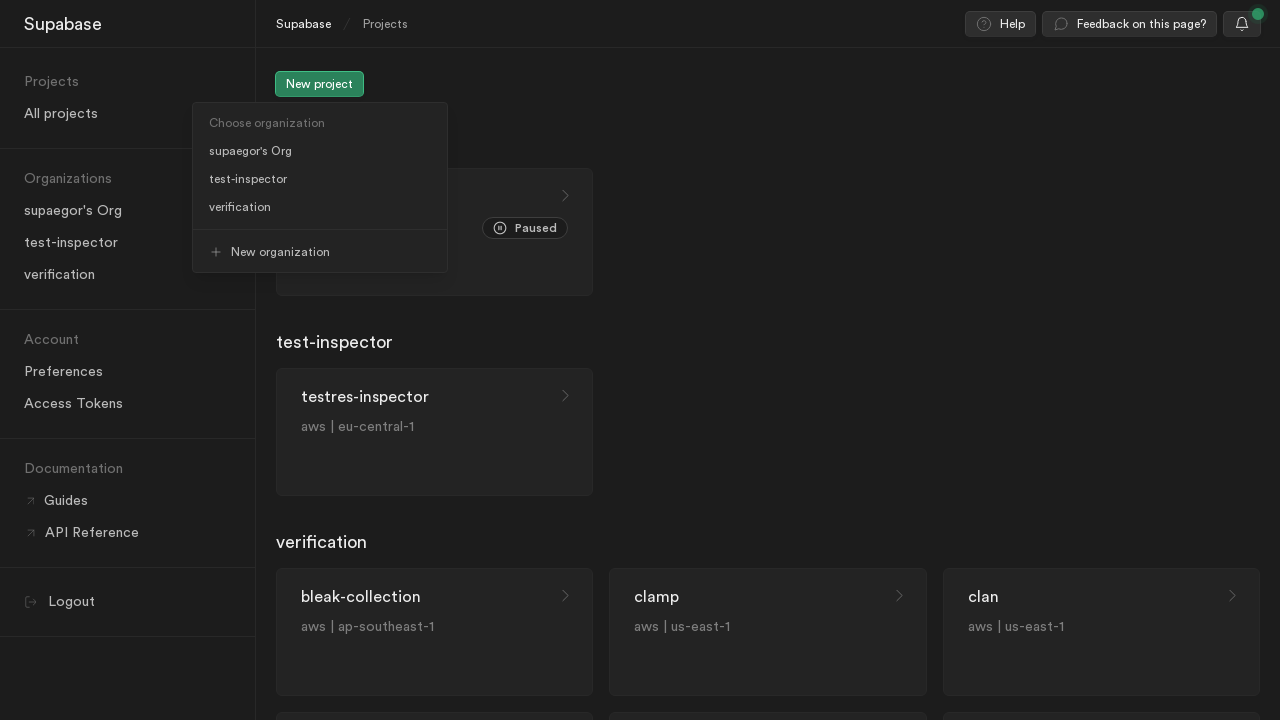 Supabase
Supabase / Projects
Help
Feedback on this page?
Projects
All projects
Organizations
supaegor's Org
test-inspector
verification
Account
Preferences
Access Tokens
Documentation
Guides
API Reference
Logout
New project
Choose organization
supaegor's Org
test-inspector
verification
New organization
Paused
test-inspector
testres-inspector
aws | eu-central-1
verification
bleak-collection
aws | ap-southeast-1
clamp
aws | us-east-1
clan
aws | us-east-1